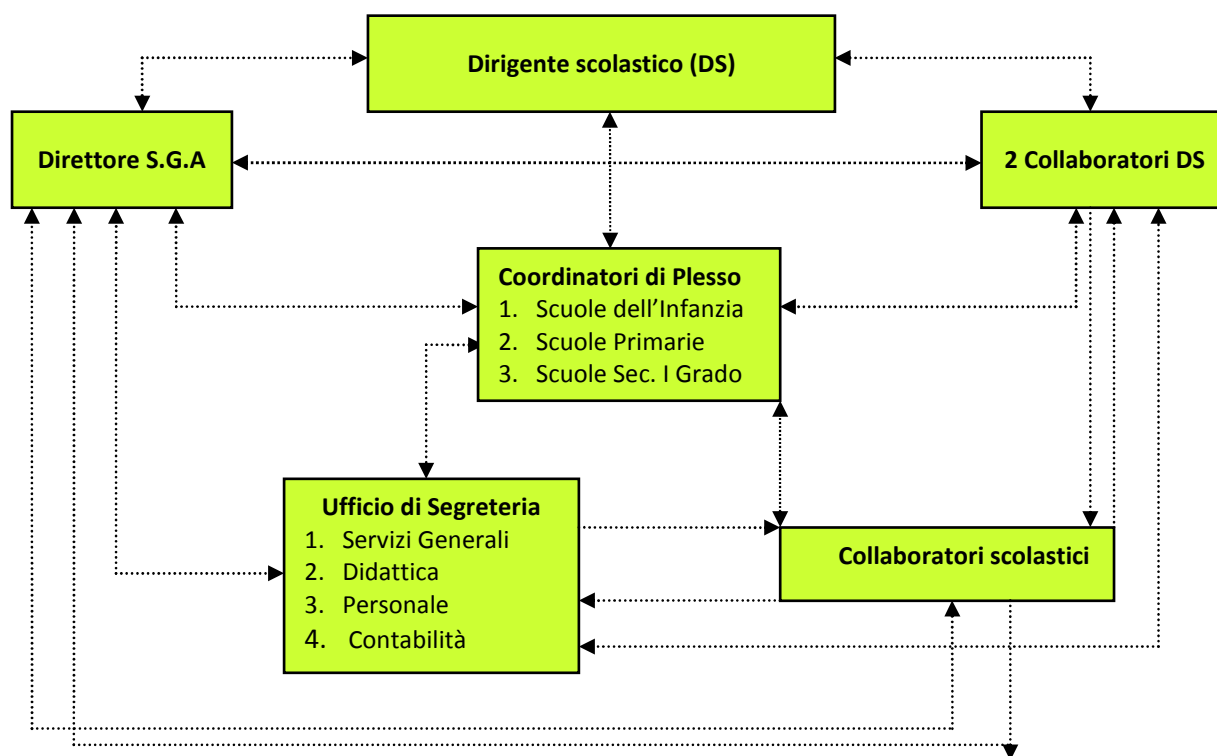 Dirigente scolastico (DS)
Direttore S.G.A
2 Collaboratori DS
Coordinatori di Plesso
1. Scuole dell’Infanzia
2. Scuole Primarie
3. Scuole Sec. I Grado
Ufficio di Segreteria
1. Servizi Generali
2. Didattica
3. Personale
4. Contabilità
Collaboratori scolastici